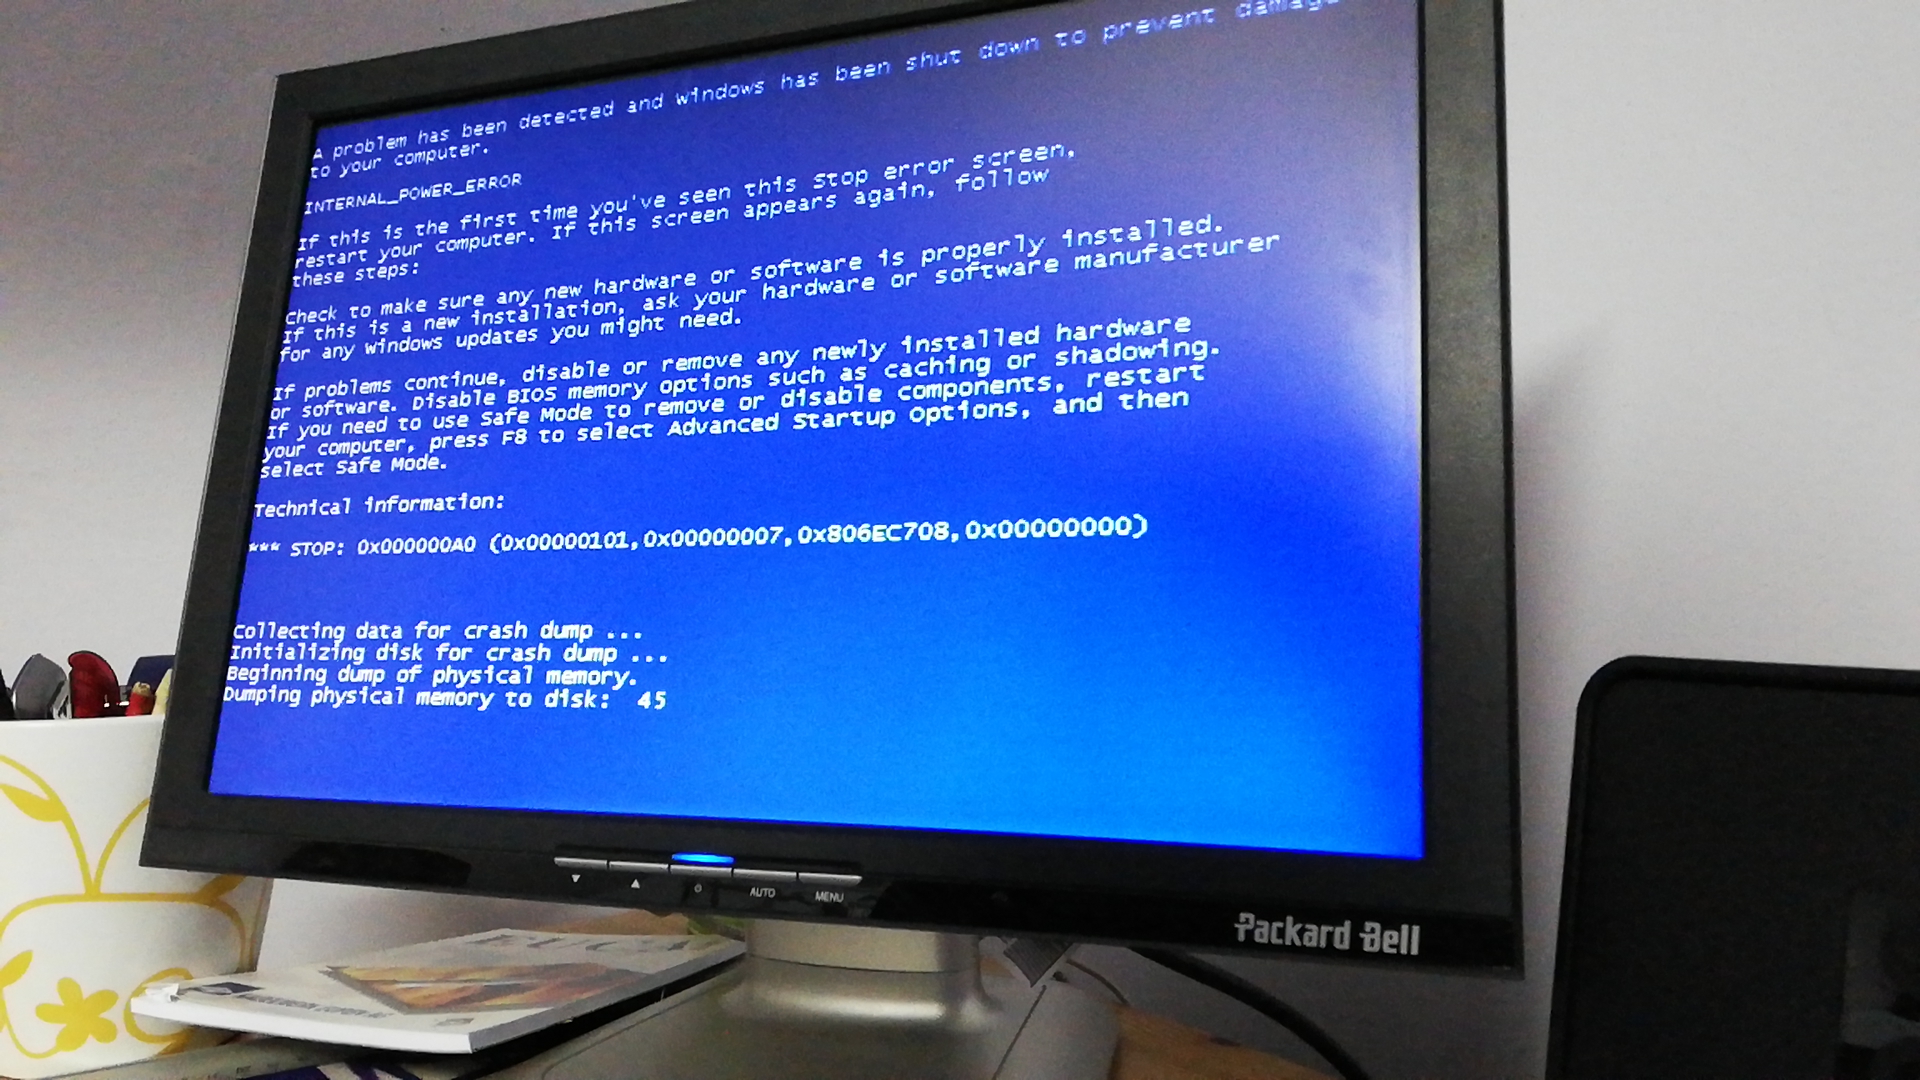 A problem has been detected and windows has been shut down to prevent damage
to your computer.
INTERNAL_POWER_ERROR
If this is the first time you've seen this Stop error screen,
restart your computer. If this screen appears again, follow
these steps:
Check to make sure any new hardware or software is properly installed.
If this is a new installation, ask your hardware or software manufacturer
for any windows updates you might need.
If problems continue, disable or remove any newly installed hardware
or software. Disable BIOS memory options such as caching or shadowing.
If you need to use Safe Mode to remove or disable components, restart
your computer, press F8 to select Advanced Startup Options, and then
select Safe Mode.
Technical information:
*** STOP: 0x000000A0 (0x00000101,0x00000007,0x806EC708,0x00000000)
Collecting data for crash dump ...
Initializing disk for crash dump ...
Beginning dump of physical memory.
Dumping physical memory to disk: 45
AUTO
MENU
Packard Bell